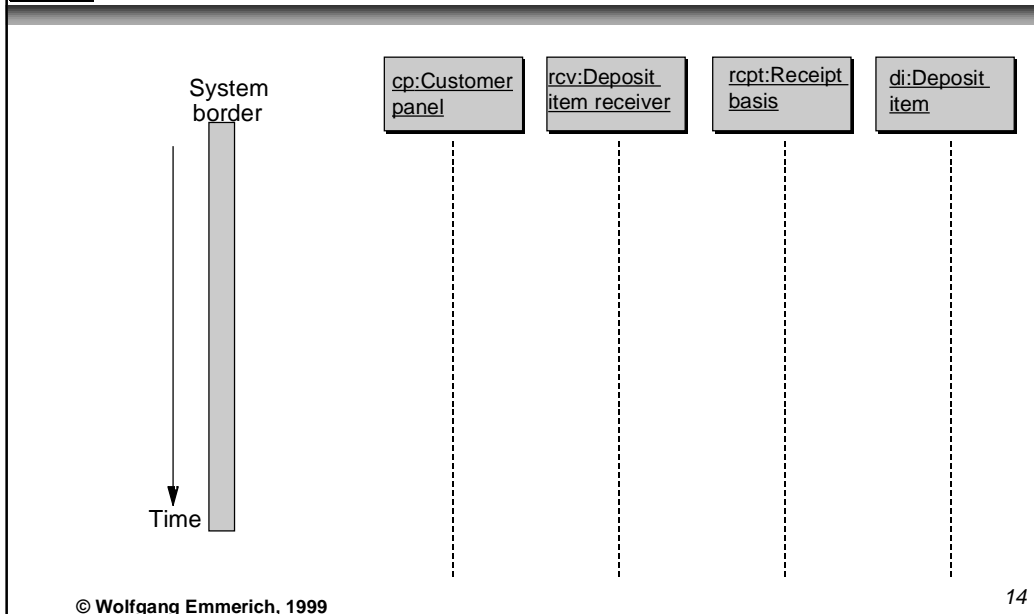 System
border
cp:Customer
panel
rcv:Deposit
item receiver
rcpt:Receipt
basis
di:Deposit
item
Time
© Wolfgang Emmerich, 1999
14